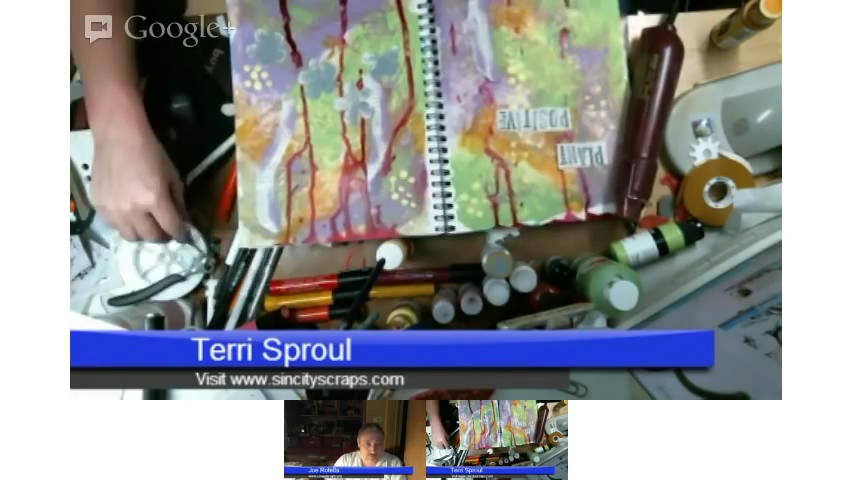 Google+
POSITIVE
PLANT
Terri Sproul
Visit www.sincityscraps.com
Joe Rotella
Terri Sproul